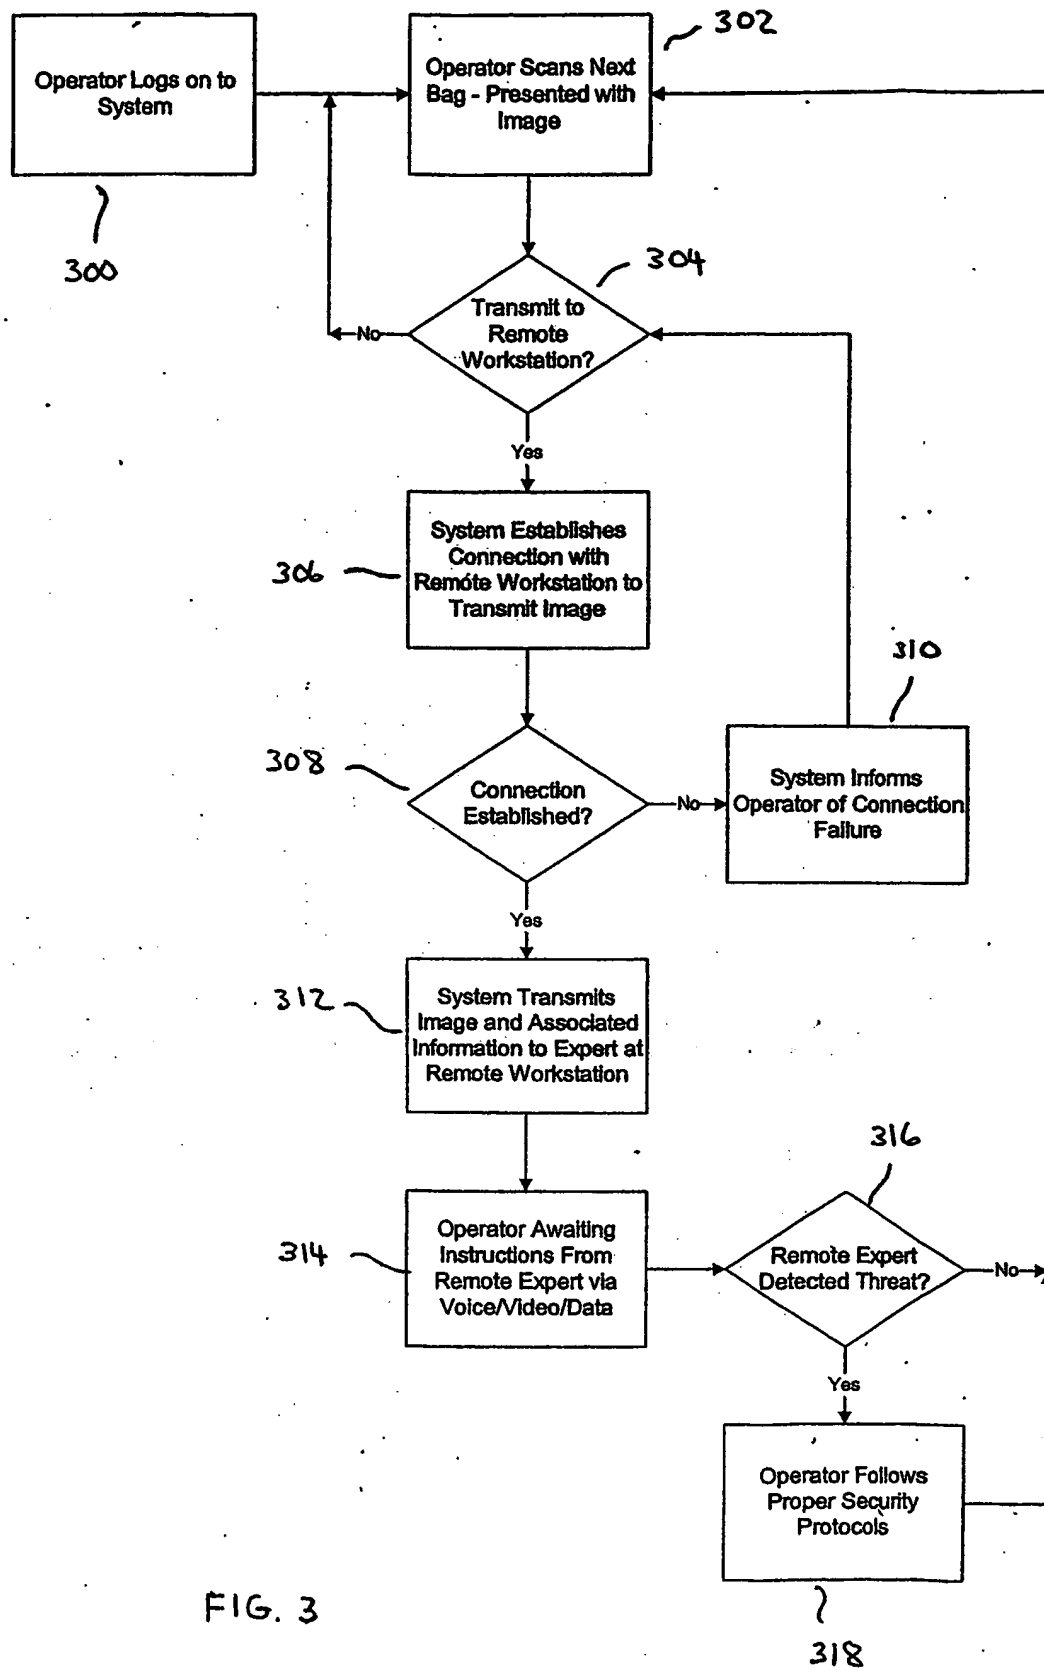 Operator Logs on to
System
300
302
Operator Scans Next
Bag - Presented with
Image
304
Transmit to
Remote
Workstation?
No
Yes
306
System Establishes
Connection with
Remote Workstation to
Transmit Image
308
Connection
Established?
No
310
System Informs
Operator of Connection
Failure
Yes
312
System Transmits
Image and Associated
Information to Expert at
Remote Workstation
314
Operator Awaiting
Instructions From
Remote Expert via
Voice/Video/Data
316
Remote Expert
Detected Threat?
No
Yes
Operator Follows
Proper Security
Protocols
318
FIG. 3